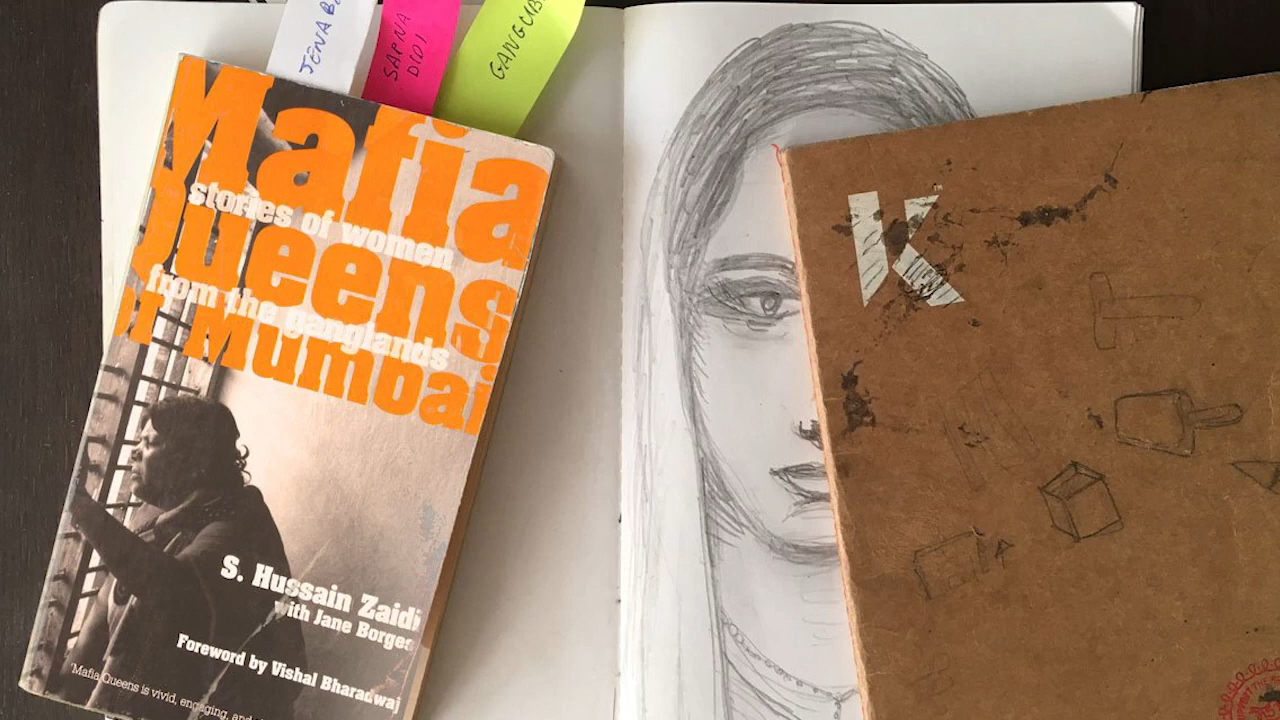 JENA
SAPNA
DIDI
GANGUB
Mafia
stories of women
Queens
from the ganglands
of Mumbai
S. Hussain Zaidi
with Jane Borges
Foreword by Vishal Bharadwaj
'Mafia Queens is vivid, engaging, and
K